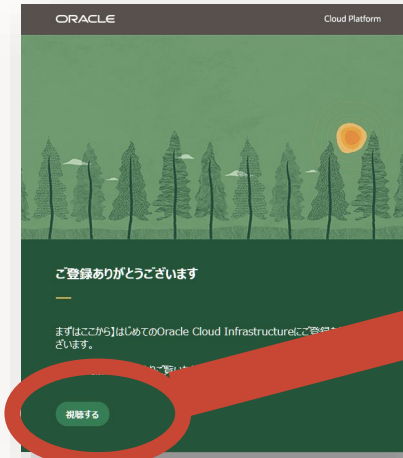 ORACLE
Cloud Platform
ご登録ありがとうございます
まずはここから】はじめてのOracle Cloud Infrastructureにご登録
ざいます。
視聴する